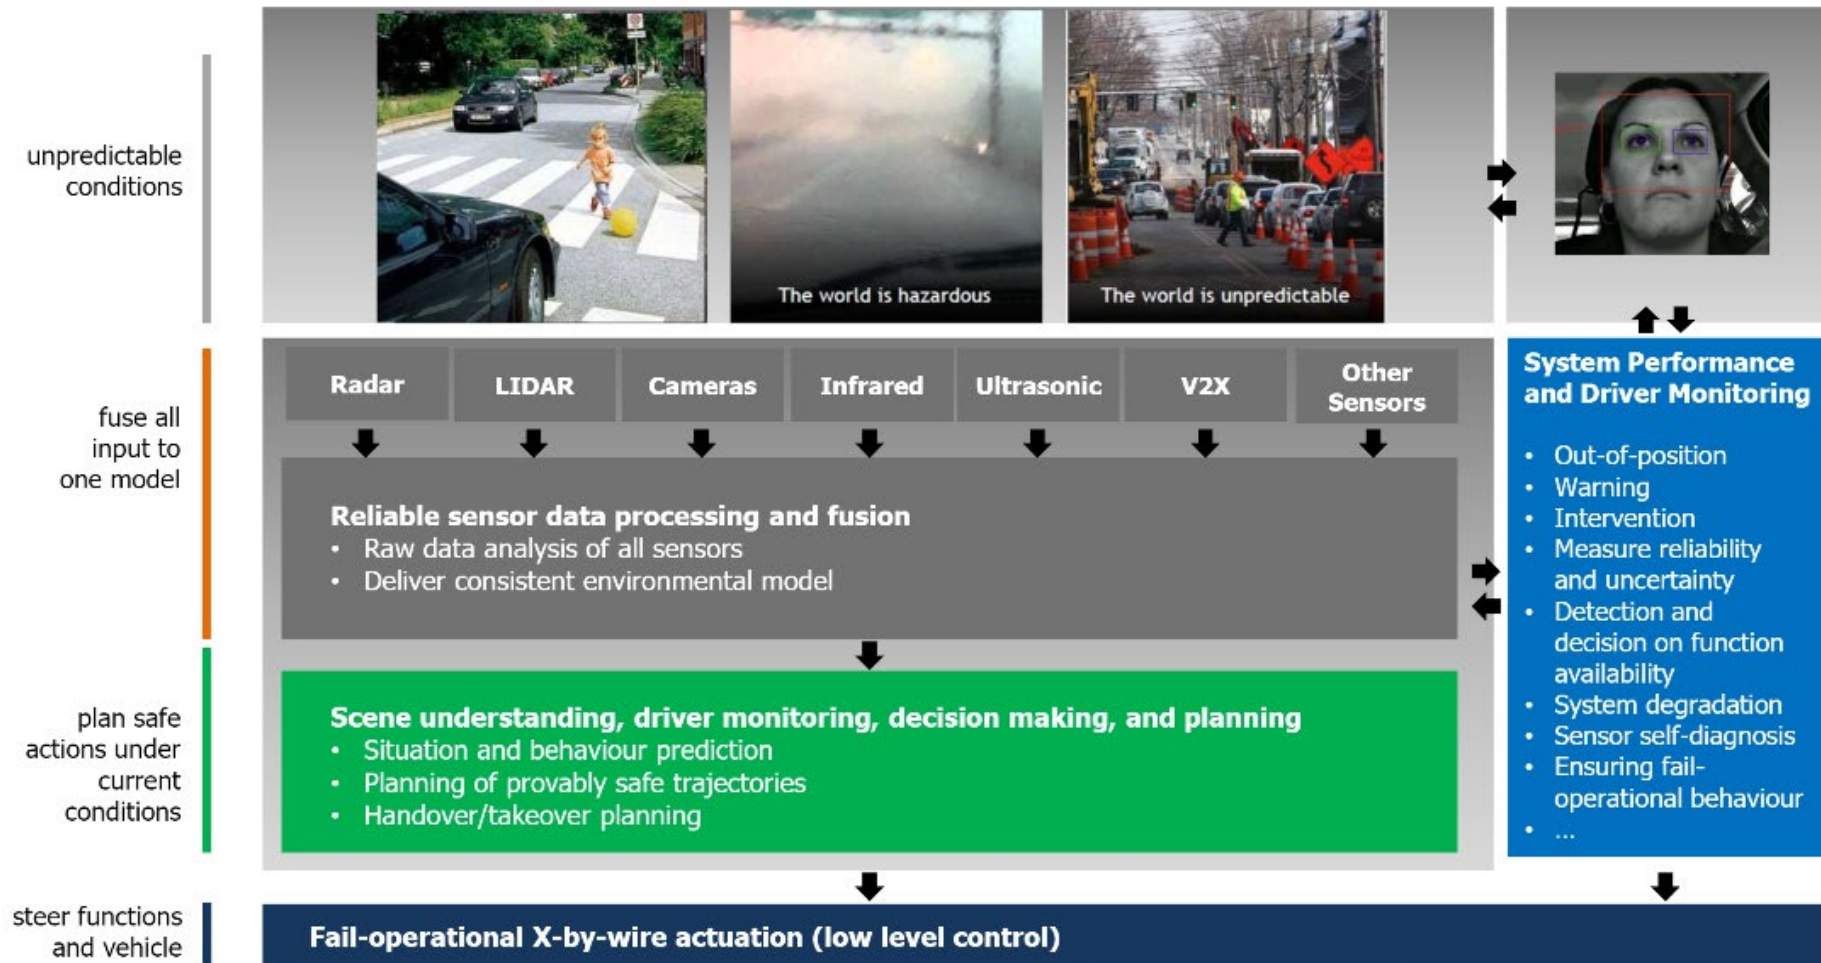 unpredictable
conditions
The world is hazardous
The world is unpredictable
fuse all
input to
one model
Radar
LIDAR
Cameras
Infrared
Ultrasonic
V2X
Other
Sensors
Reliable sensor data processing and fusion
• Raw data analysis of all sensors
• Deliver consistent environmental model
System Performance
and Driver Monitoring
• Out-of-position
• Warning
• Intervention
• Measure reliability
and uncertainty
• Detection and
decision on function
availability
• System degradation
• Sensor self-diagnosis
• Ensuring fail-
operational behaviour
• ...
plan safe
actions under
current
conditions
Scene understanding, driver monitoring, decision making, and planning
• Situation and behaviour prediction
• Planning of provably safe trajectories
• Handover/takeover planning
steer functions
and vehicle
Fail-operational X-by-wire actuation (low level control)